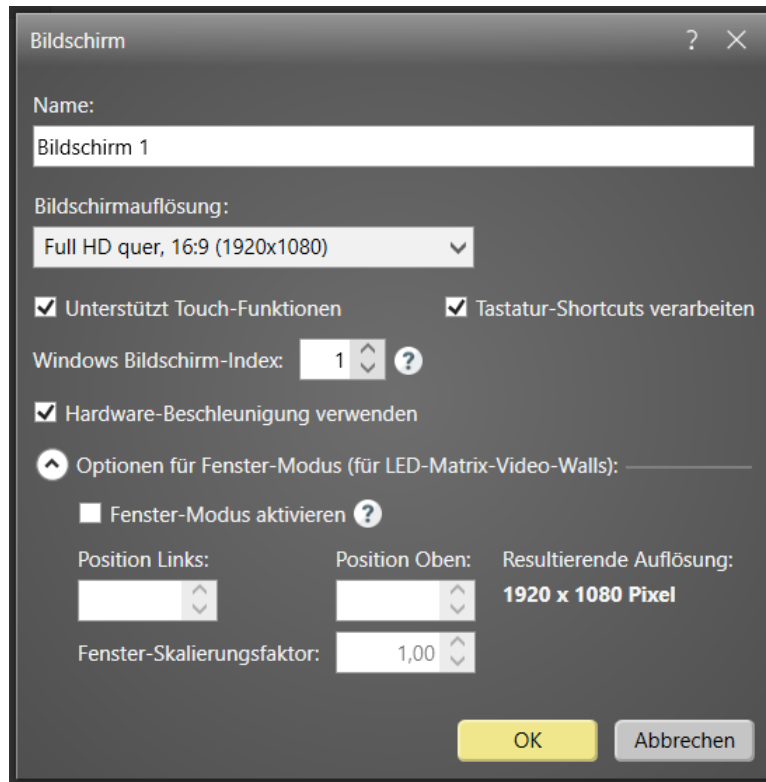 Bildschirm ? ×
Name:
Bildschirm 1
Bildschirmauflösung:
Full HD quer, 16:9 (1920x1080)
Unterstützt Touch-Funktionen Tastatur-Shortcuts verarbeiten
Windows Bildschirm-Index: 1 ?
Hardware-Beschleunigung verwenden
Optionen für Fenster-Modus (für LED-Matrix-Video-Walls):
Fenster-Modus aktivieren ?
Position Links: Position Oben: Resultierende Auflösung:
1920 x 1080 Pixel
Fenster-Skalierungsfaktor: 1,00
OK Abbrechen